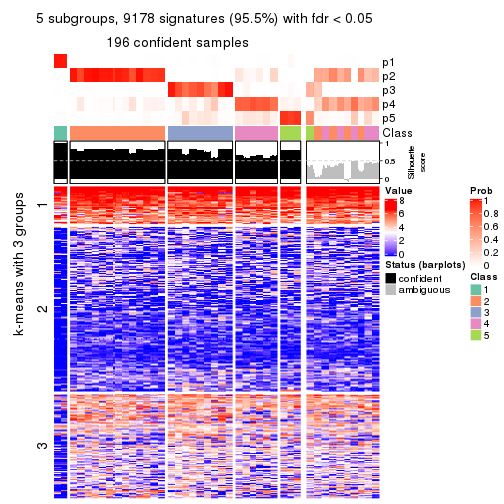 5 subgroups, 9178 signatures (95.5%) with fdr < 0.05
196 confident samples
p1
p2
p3
p4
p5
Class
1
0.5
0
Silhouette
score
k-means with 3 groups
1
2
3
Value
8
6
4
2
0
Status (barplots)
confident
ambiguous
Prob
1
0.8
0.6
0.4
0.2
0
Class
1
2
3
4
5